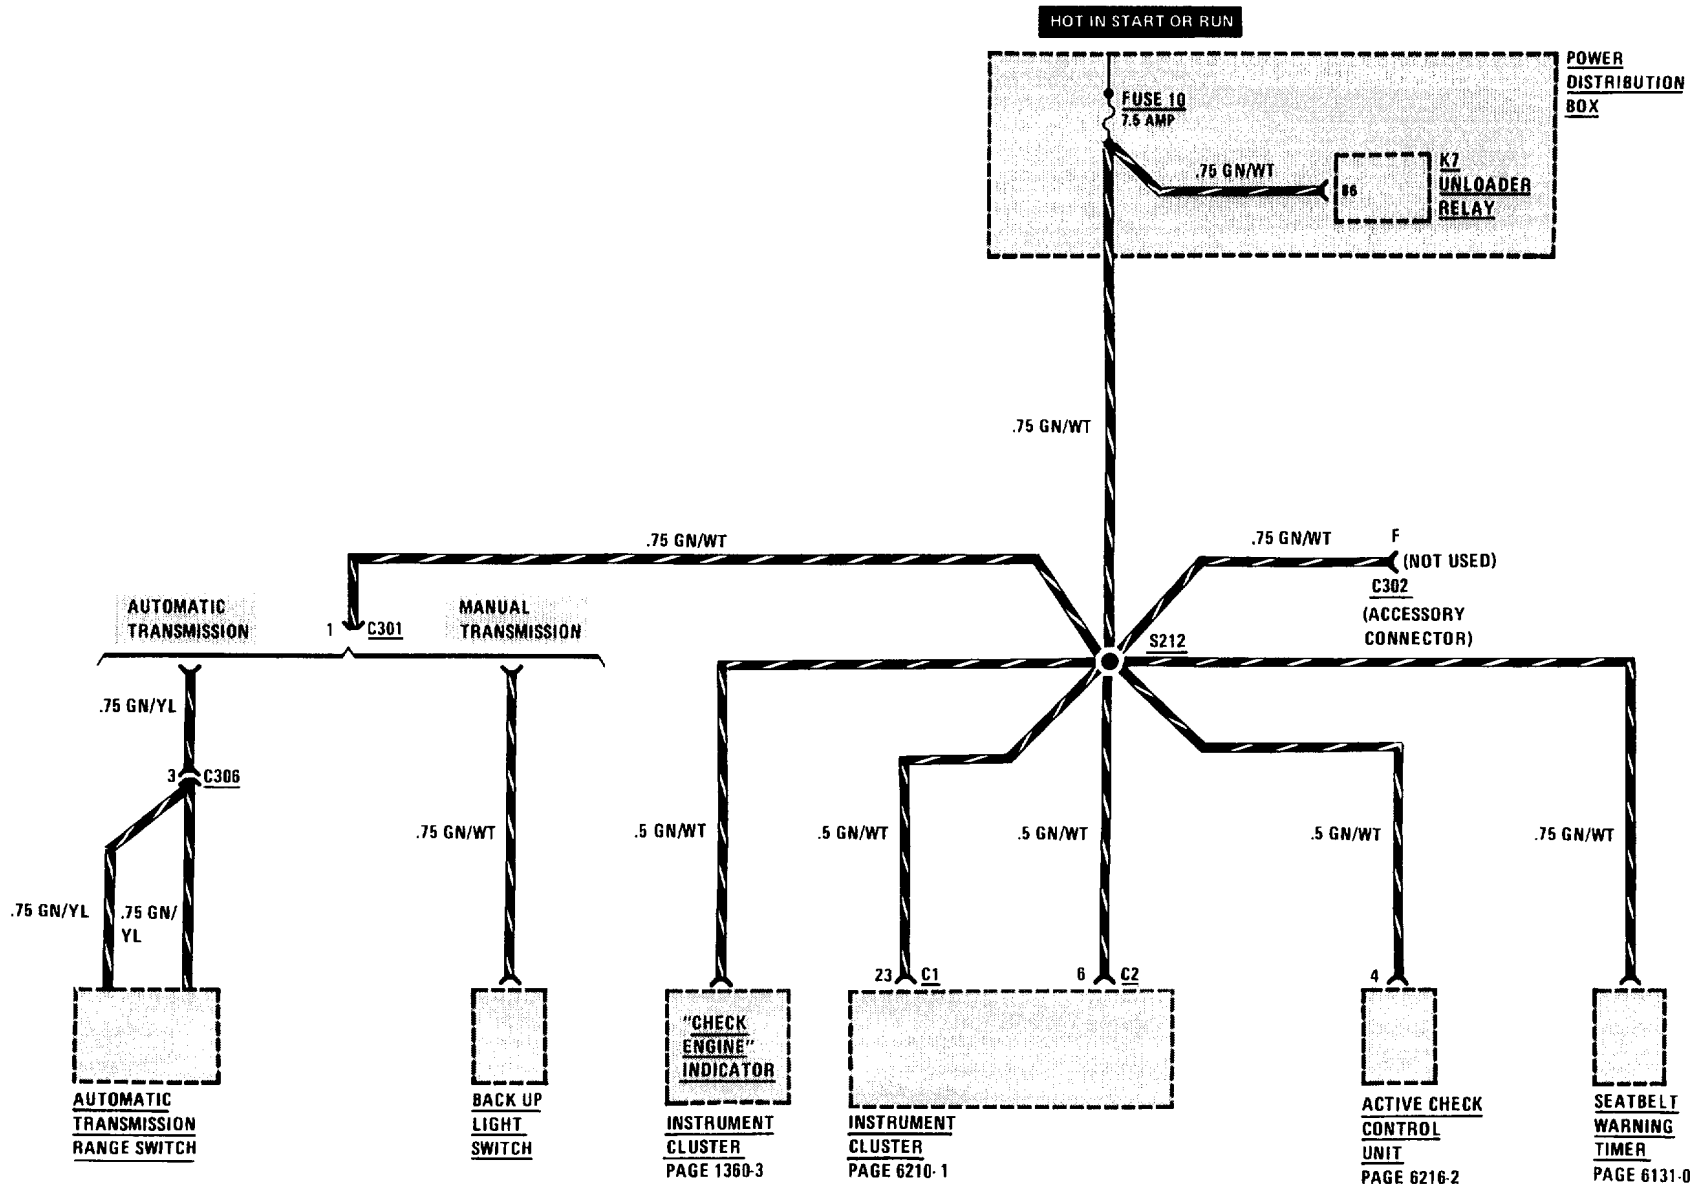 HOT IN START OR RUN
POWER
DISTRIBUTION
BOX
FUSE 10
7.5 AMP
.75 GN/WT
86
K7
UNLOADER
RELAY
.75 GN/WT
.75 GN/WT
.75 GN/WT
F
(NOT USED)
C302
(ACCESSORY
CONNECTOR)
AUTOMATIC
TRANSMISSION
MANUAL
TRANSMISSION
1 C301
S212
.75 GN/YL
3 C306
.75 GN/WT
.5 GN/WT
.5 GN/WT
.5 GN/WT
.5 GN/WT
.75 GN/WT
.75 GN/YL
.75 GN/
YL
23 C1
6 C2
4
"CHECK
ENGINE"
INDICATOR
AUTOMATIC
TRANSMISSION
RANGE SWITCH
BACK UP
LIGHT
SWITCH
INSTRUMENT
CLUSTER
PAGE 1360-3
INSTRUMENT
CLUSTER
PAGE 6210-1
ACTIVE CHECK
CONTROL
UNIT
PAGE 6216-2
SEATBELT
WARNING
TIMER
PAGE 6131-0